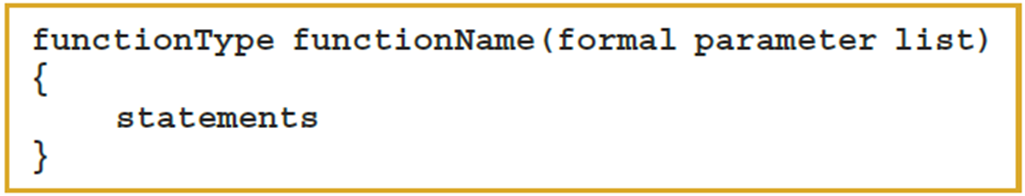 functionType functionName(formal parameter list)
{
    statements
}